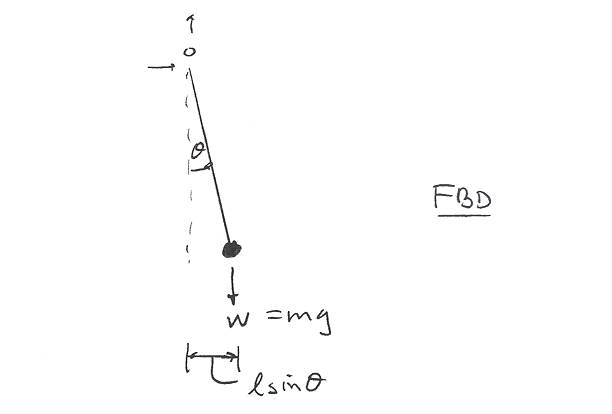 o
θ
FBD
w = mg
l sin θ